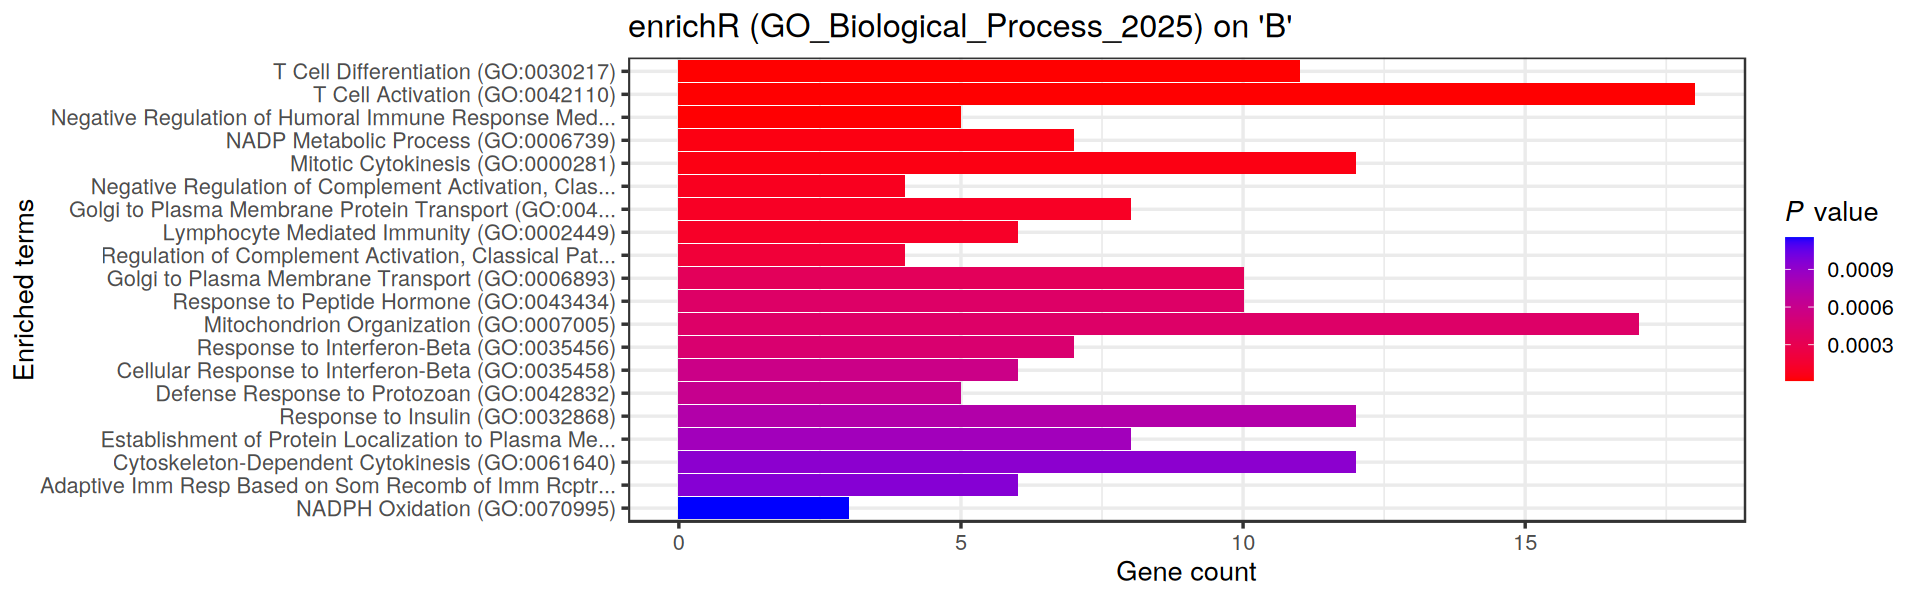 enrichR (GO_Biological_Process_2025) on 'B'
T Cell Differentiation (GO:0030217)
T Cell Activation (GO:0042110)
Negative Regulation of Humoral Immune Response Med...
NADP Metabolic Process (GO:0006739)
Mitotic Cytokinesis (GO:0000281)
Negative Regulation of Complement Activation, Clas...
Golgi to Plasma Membrane Protein Transport (GO:004...
Lymphocyte Mediated Immunity (GO:0002449)
Regulation of Complement Activation, Classical Pat...
Golgi to Plasma Membrane Transport (GO:0006893)
Response to Peptide Hormone (GO:0043434)
Mitochondrion Organization (GO:0007005)
Response to Interferon-Beta (GO:0035456)
Cellular Response to Interferon-Beta (GO:0035458)
Defense Response to Protozoan (GO:0042832)
Response to Insulin (GO:0032868)
Establishment of Protein Localization to Plasma Me...
Cytoskeleton-Dependent Cytokinesis (GO:0061640)
Adaptive Imm Resp Based on Som Recomb of Imm Rcptr...
NADPH Oxidation (GO:0070995)
Enriched terms
0 5 10 15
Gene count
P value
0.0009
0.0006
0.0003